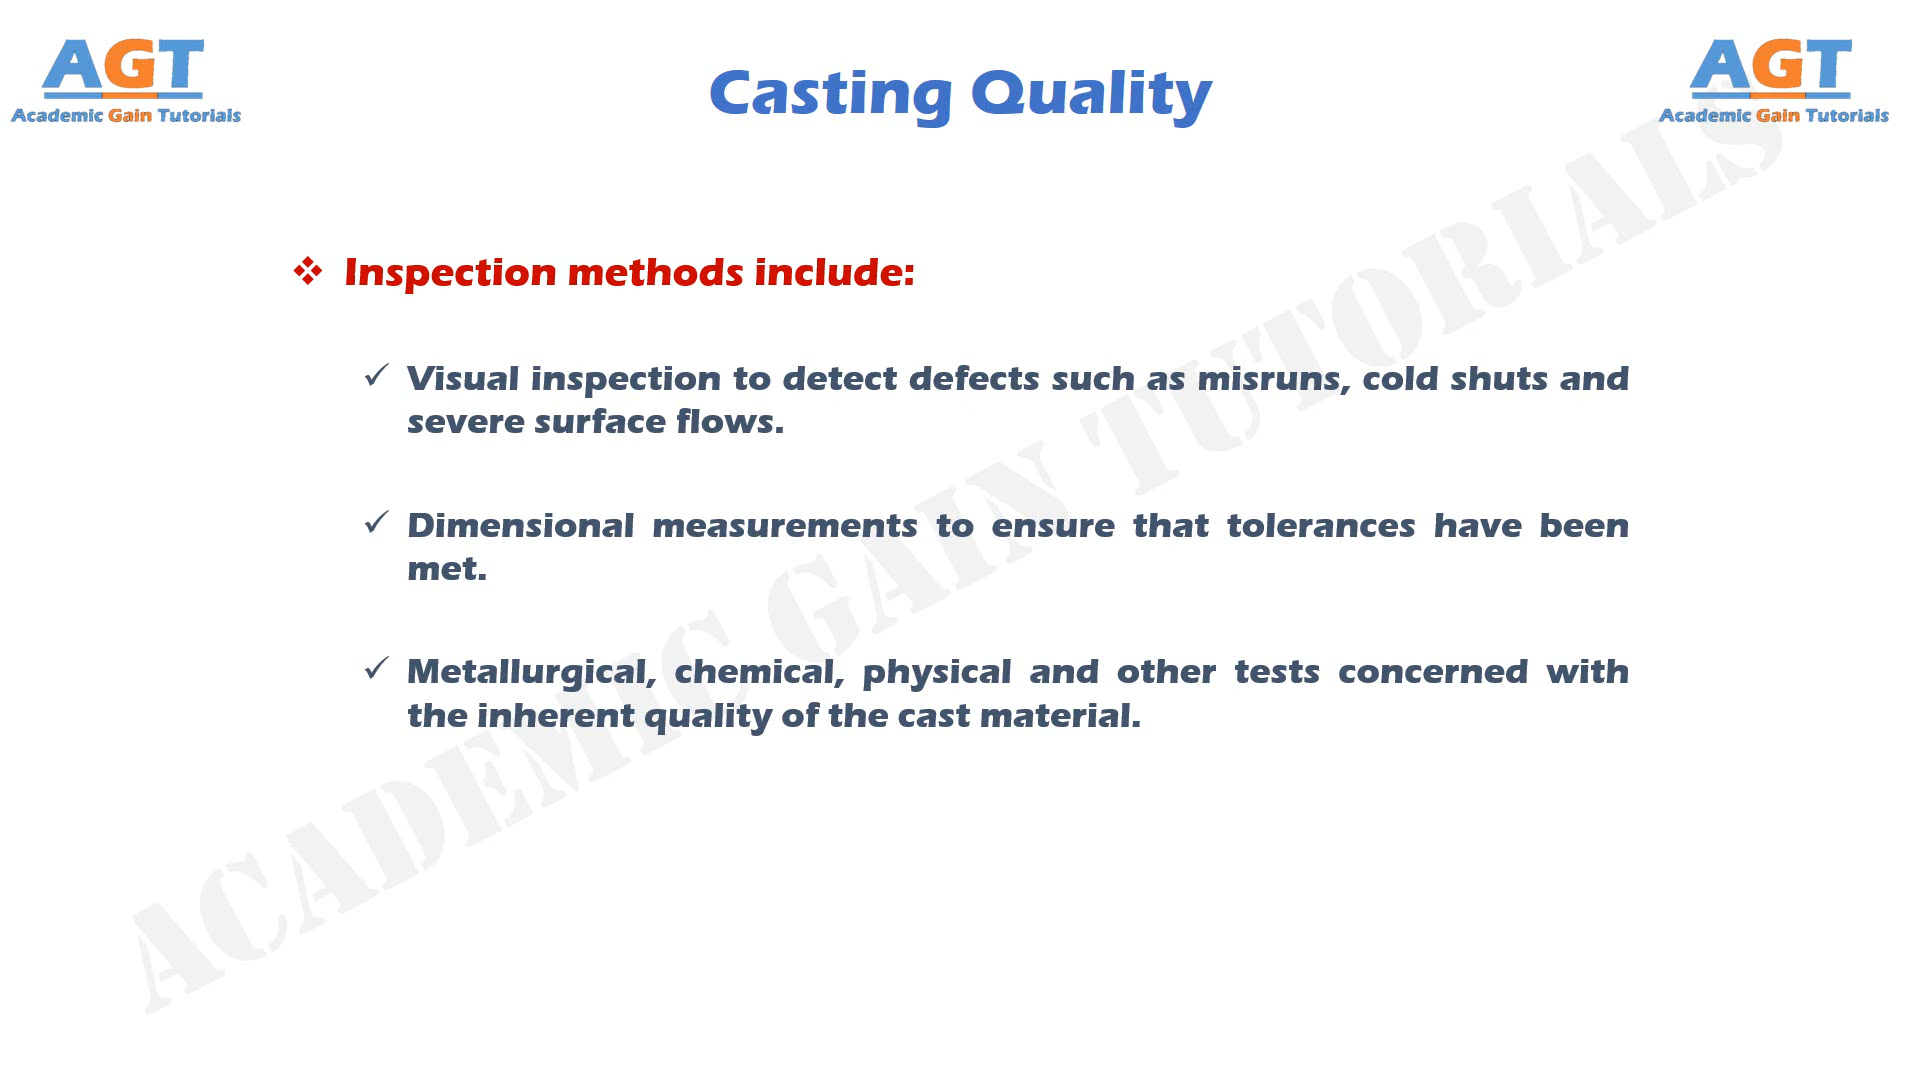 AGT
Academic Gain Tutorials
Casting Quality
AGT
Academic Gain Tutorials
Inspection methods include:
Visual inspection to detect defects such as misruns, cold shuts and
severe surface flows.
Dimensional measurements to ensure that tolerances have been
met.
Metallurgical, chemical, physical and other tests concerned with
the inherent quality of the cast material.
ACADEMIC GAIN TUTORIALS